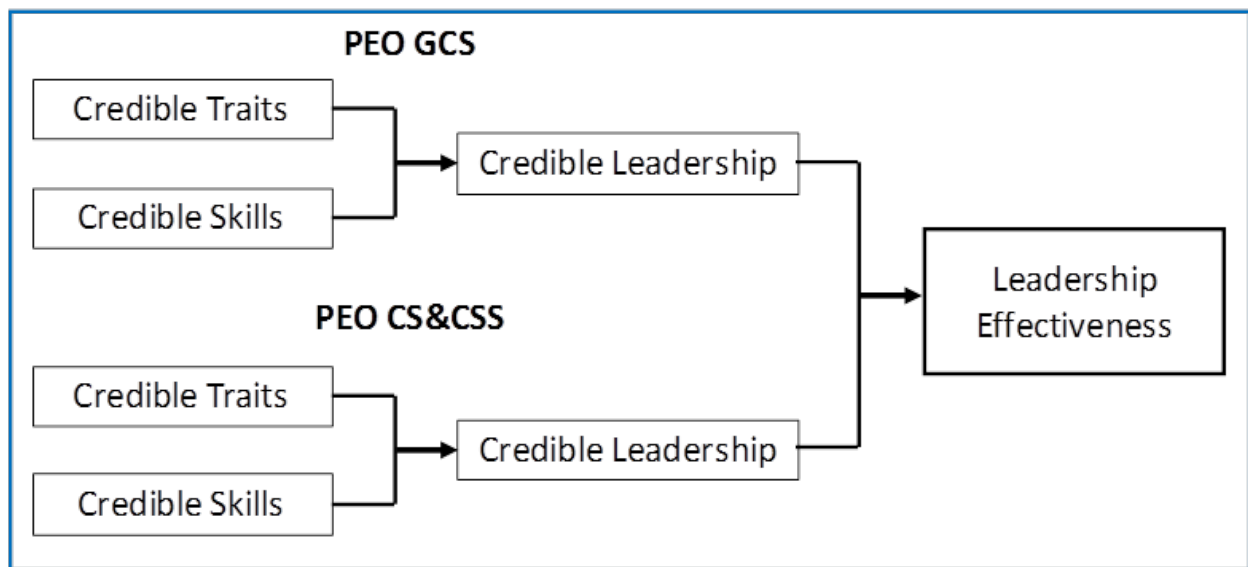 PEO GCS
Credible Traits
Credible Skills
Credible Leadership
PEO CS&CSS
Credible Traits
Credible Skills
Credible Leadership
Leadership
Effectiveness